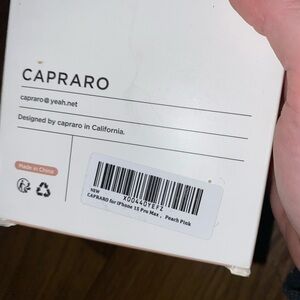 CAPRARO
capraro@yeah.net
Designed by capraro in California.
Made in China
X00440YEFZ
NEW
CAPRARO for iPhone 15 Pro Max , Peach Pink